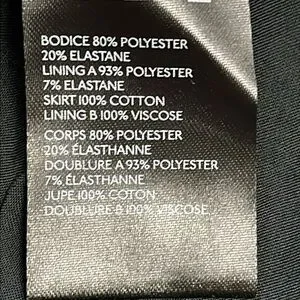 BODICE 80% POLYESTER
20% ELASTANE
LINING A 93% POLYESTER
7% ELASTANE
SKIRT 100% COTTON
LINING B 100% VISCOSE
CORPS 80% POLYESTER
20% ÉLASTHANNE
DOUBLURE A 93% POLYESTER
7% ÉLASTHANNE
JUPE 100% COTON
DOUBLURE B 100% VISCOSE